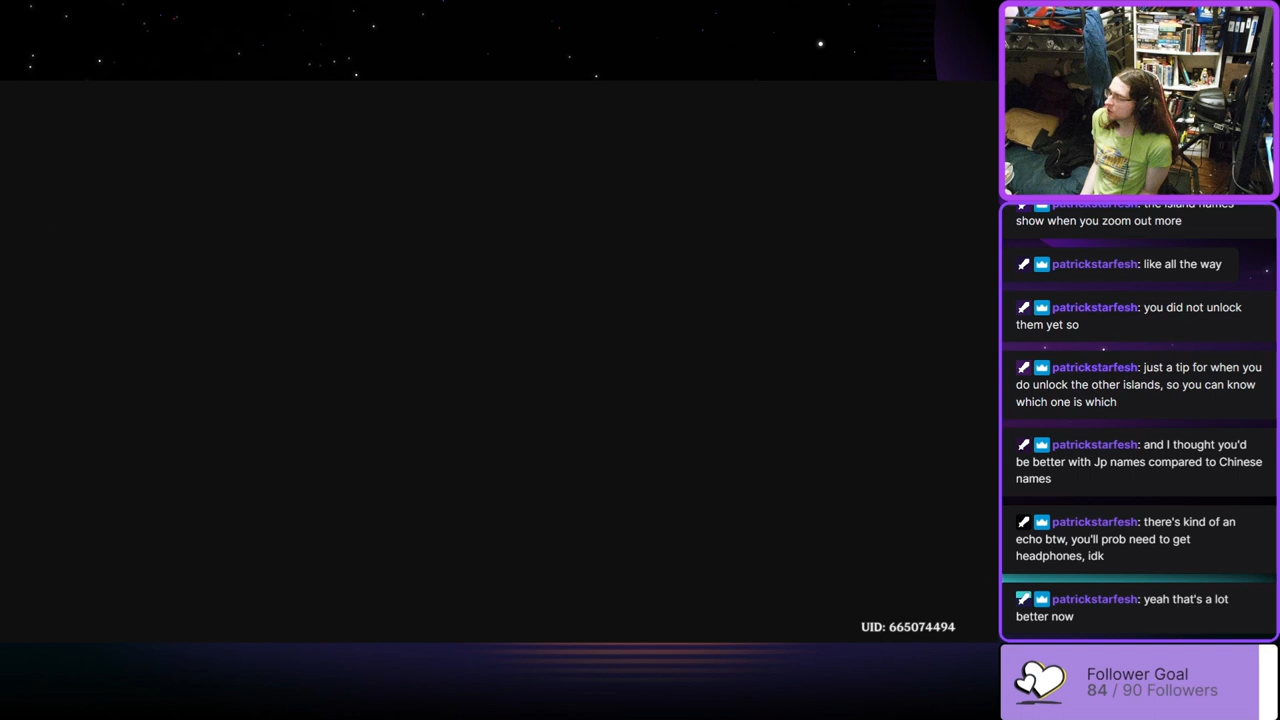 patrickstarfesh: the island names
show when you zoom out more
patrickstarfesh: like all the way
patrickstarfesh: you did not unlock
them yet so
patrickstarfesh: just a tip for when you
do unlock the other islands, so you can know
which one is which
patrickstarfesh: and I thought you'd
be better with Jp names compared to Chinese
names
patrickstarfesh: there's kind of an
echo btw, you'll prob need to get
headphones, idk
patrickstarfesh: yeah that's a lot
better now
UID: 665074494
Follower Goal
84 / 90 Followers